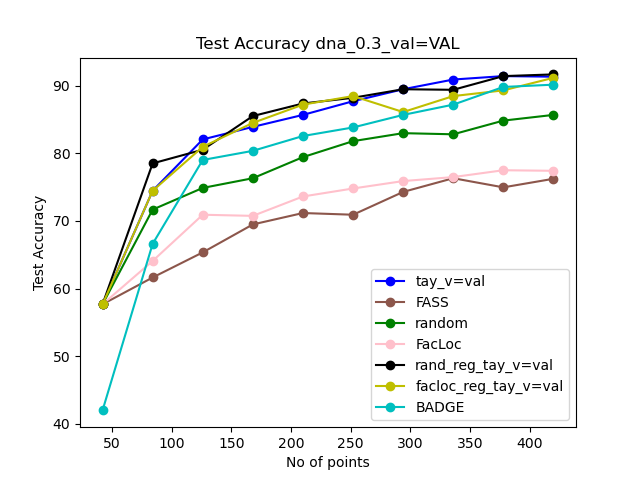 Test Accuracy dna_0.3_val=VAL
Test Accuracy
90
80
70
60
50
40
50 100 150 200 250 300 350 400
No of points
tay_v=val
FASS
random
FacLoc
rand_reg_tay_v=val
facloc_reg_tay_v=val
BADGE